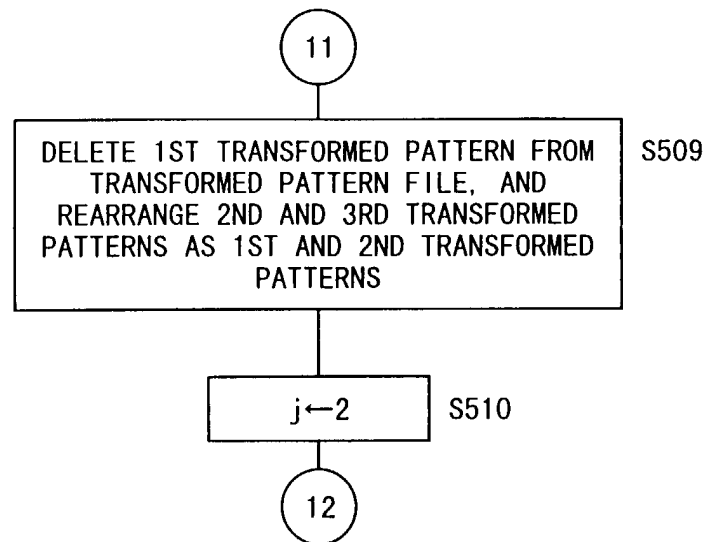 11
DELETE 1ST TRANSFORMED PATTERN FROM
TRANSFORMED PATTERN FILE, AND
REARRANGE 2ND AND 3RD TRANSFORMED
PATTERNS AS 1ST AND 2ND TRANSFORMED
PATTERNS
S509
j←2
S510
12